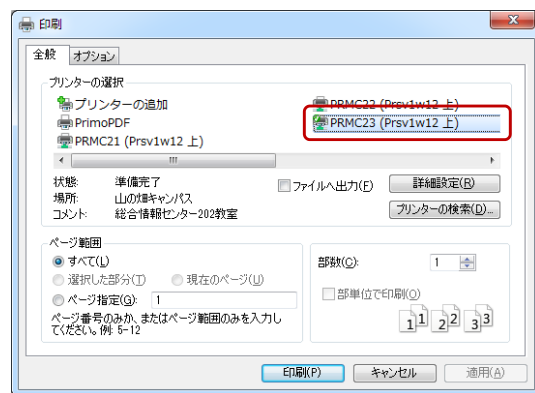 印刷
全般 オプション
プリンターの選択
プリンターの追加
PrimoPDF
PRMC21 (Prsv1w12 上)
PRMC22 (Prsv1w12 上)
PRMC23 (Prsv1w12 上)
状態: 準備完了
場所: 山の畑キャンパス
コメント: 総合情報センター202教室
ファイルへ出力(F)
詳細設定(R)
プリンターの検索(D)...
ページ範囲
すべて(L)
選択した部分(T) 現在のページ(U)
ページ指定(G): 1
ページ番号のみか、またはページ範囲のみを入力し
てください。例: 5-12
部数(C): 1
部単位で印刷(O)
1 1 2 2 3 3
印刷(P) キャンセル 適用(A)